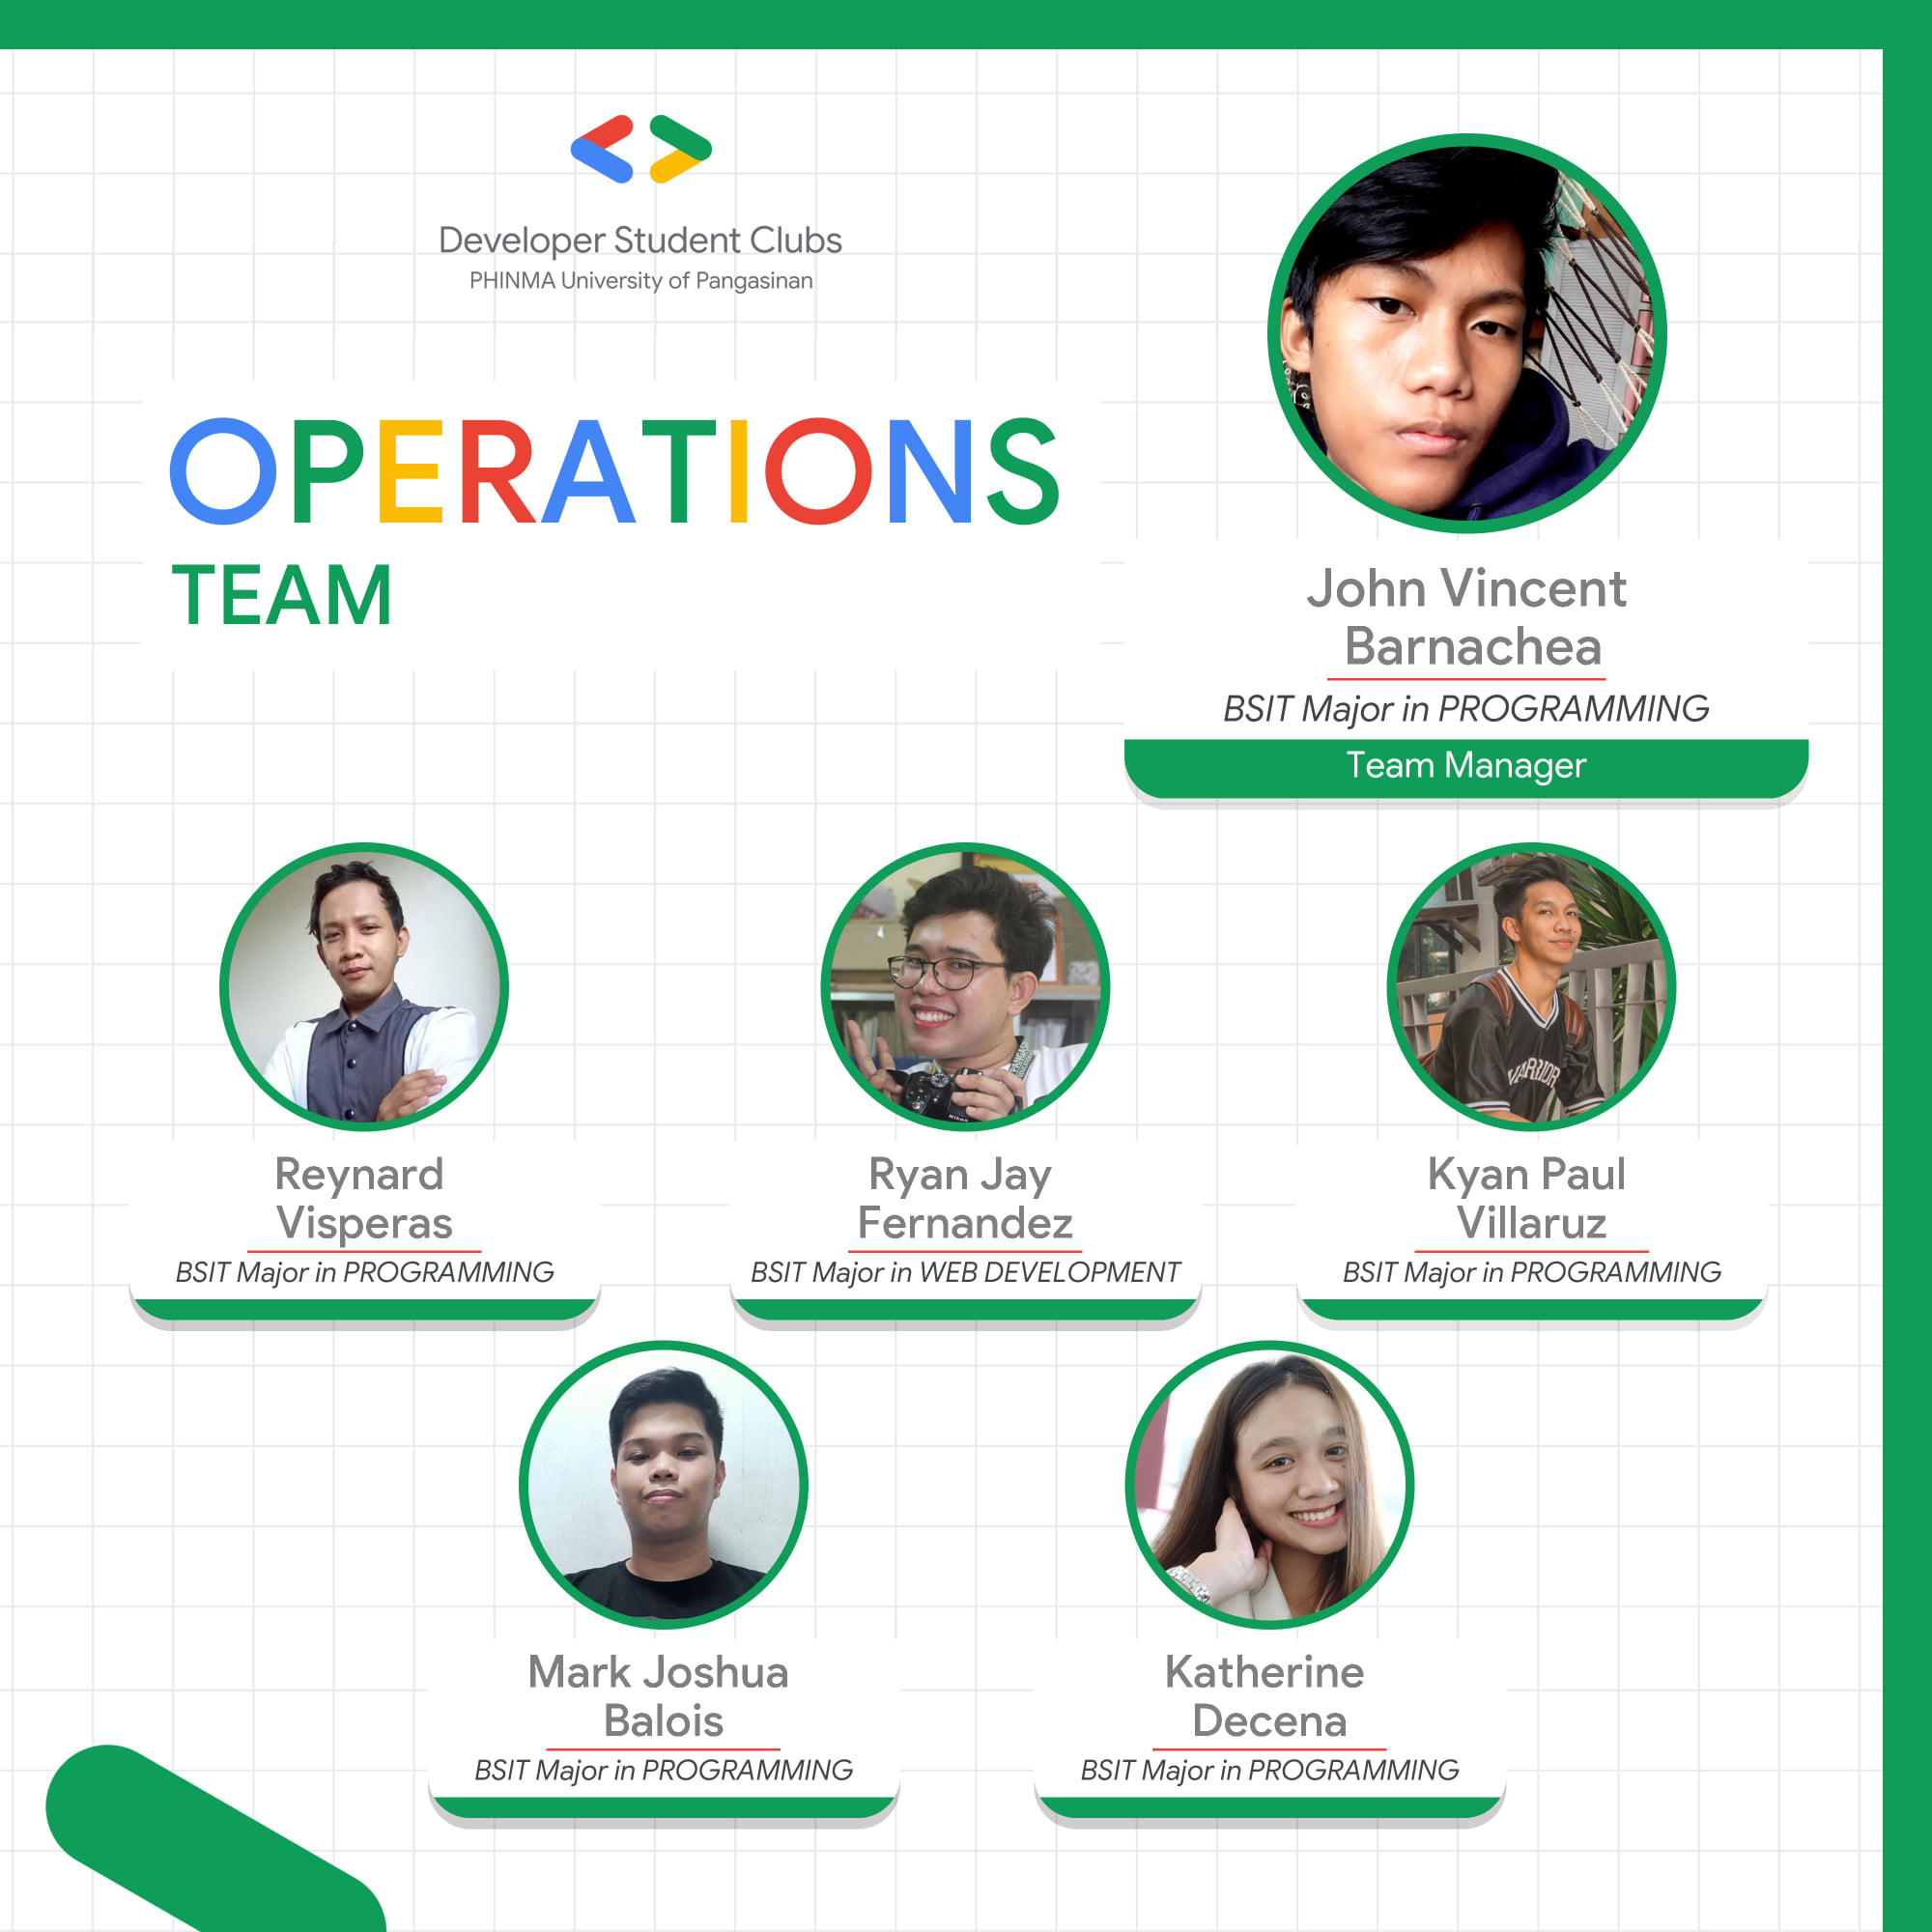 Developer Student Clubs
PHINMA University of Pangasinan
OPERATIONS
TEAM
John Vincent
Barnachea
BSIT Major in PROGRAMMING
Team Manager
Reynard
Visperas
BSIT Major in PROGRAMMING
Ryan Jay
Fernandez
BSIT Major in WEB DEVELOPMENT
WARRIOR
Kyan Paul
Villaruz
BSIT Major in PROGRAMMING
Mark Joshua
Balois
BSIT Major in PROGRAMMING
Katherine
Decena
BSIT Major in PROGRAMMING